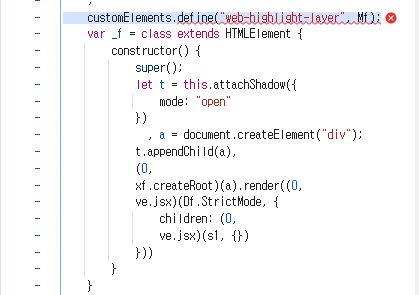 customElements.define("web-highlight-layer", Mf);
var _f = class extends HTMLElement {
constructor() {
super();
let t = this.attachShadow({
mode: "open"
})
, a = document.createElement("div");
t.appendChild(a),
(0,
xf.createRoot)(a).render((0,
ve.jsx)(Df.StrictMode, {
children: (0,
ve.jsx)(s1, {})
}))
}
}